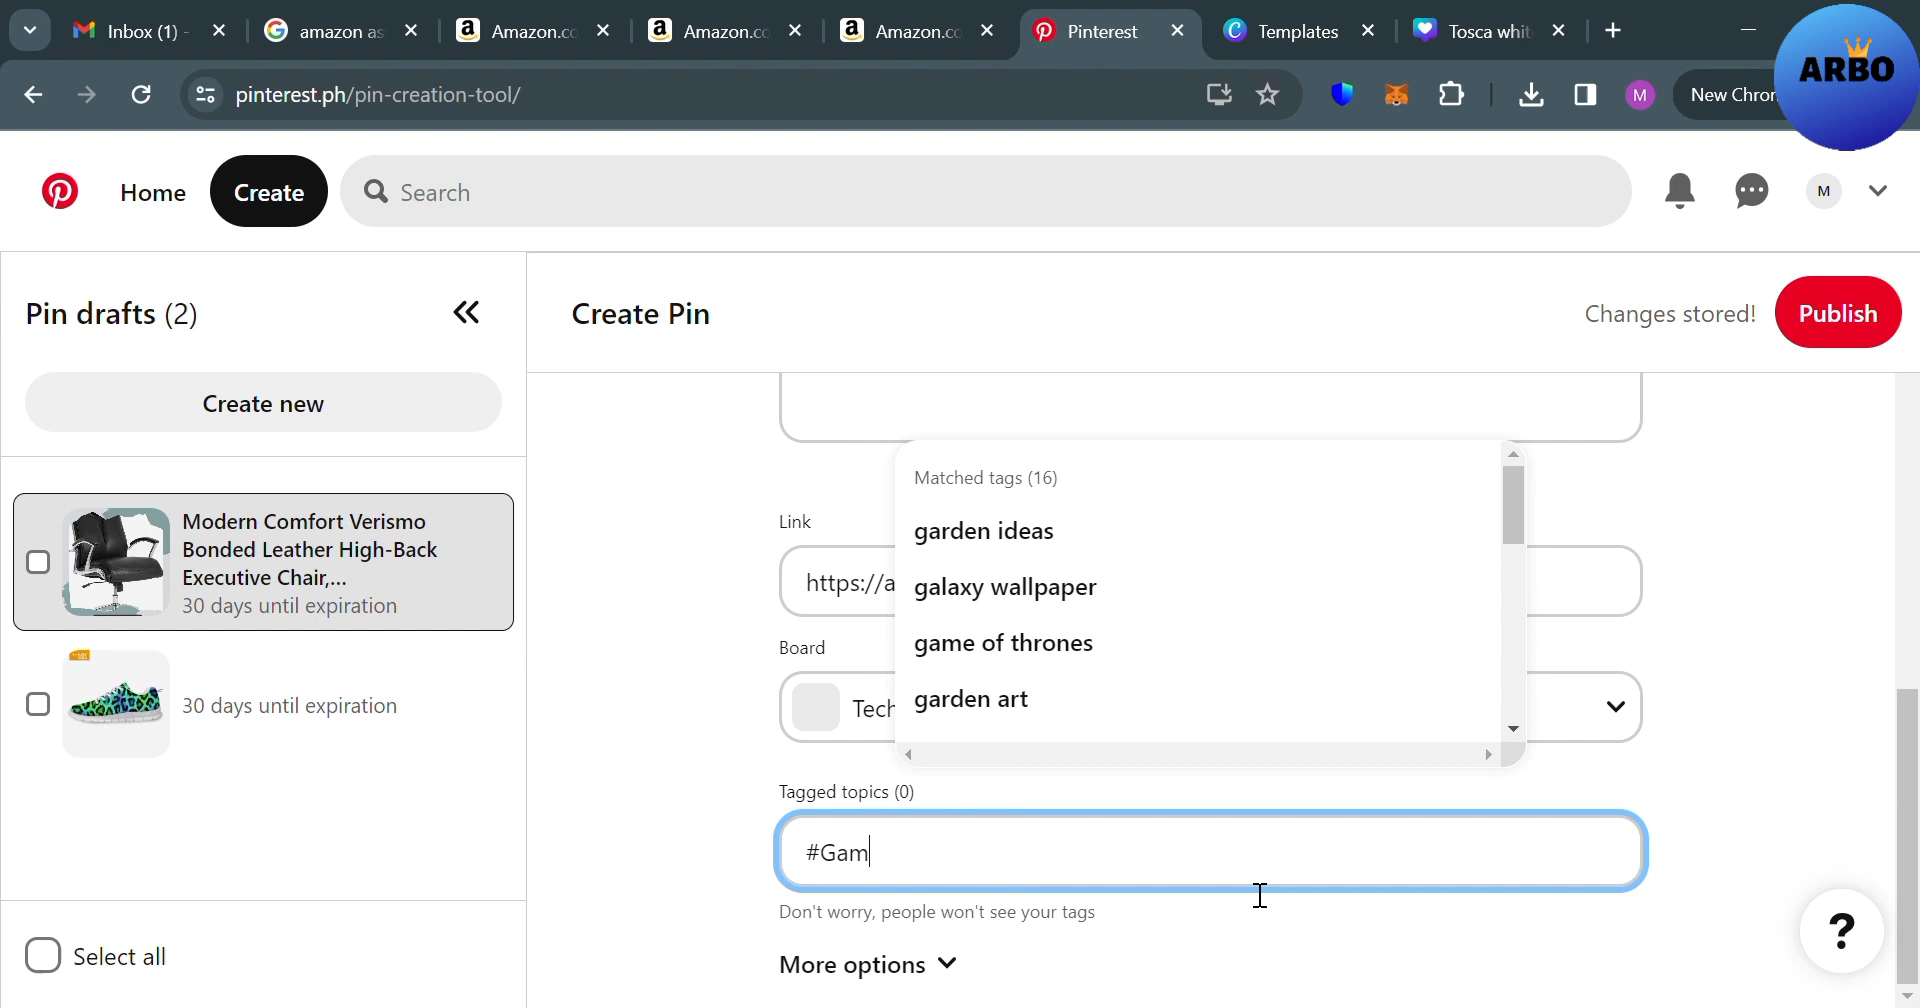 Inbox (1) -
amazon as
Amazon.co
Amazon.co
Amazon.co
Pinterest
Templates
Tosca whit
ARBO
pinterest.ph/pin-creation-tool/
M
New Chron
Home
Create
Search
M
Pin drafts (2)
Create Pin
Changes stored!
Publish
Create new
Modern Comfort Verismo
Bonded Leather High-Back
Executive Chair,...
30 days until expiration
30 days until expiration
Select all
Matched tags (16)
garden ideas
galaxy wallpaper
game of thrones
garden art
Link
https://a
Board
Tech
Tagged topics (0)
#Gam
Don't worry, people won't see your tags
More options
?